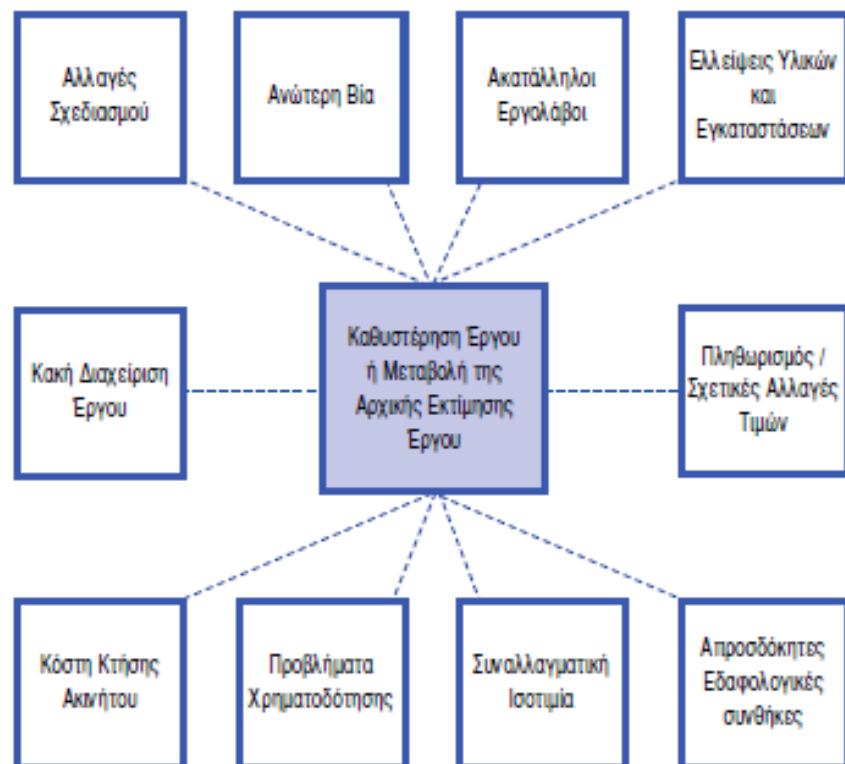 Αλλαγές
Σχεδιασμού
Ανώτερη Βία
Ακατάλληλοι
Εργολάβοι
Ελλείψεις Υλικών
και
Εγκαταστάσεων
Κακή Διαχείριση
Έργου
Καθυστέρηση Έργου
ή Μεταβολή της
Αρχικής Εκτίμησης
Έργου
Πληθωρισμός /
Σχετικές Αλλαγές
Τιμών
Κόστη Κτήσης
Ακινήτου
Προβλήματα
Χρηματοδότησης
Συναλλαγματική
Ισοτιμία
Απροσδόκητες
Εδαφολογικές
συνθήκες